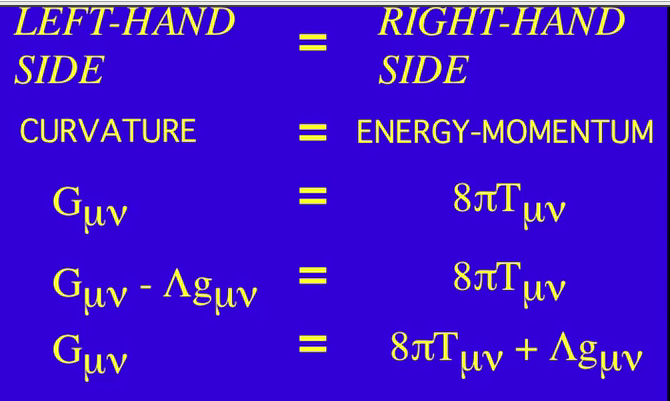 LEFT-HAND SIDE = RIGHT-HAND SIDE
CURVATURE = ENERGY-MOMENTUM
Gμν = 8πTμν
Gμν - Λgμν = 8πTμν
Gμν = 8πTμν + Λgμν